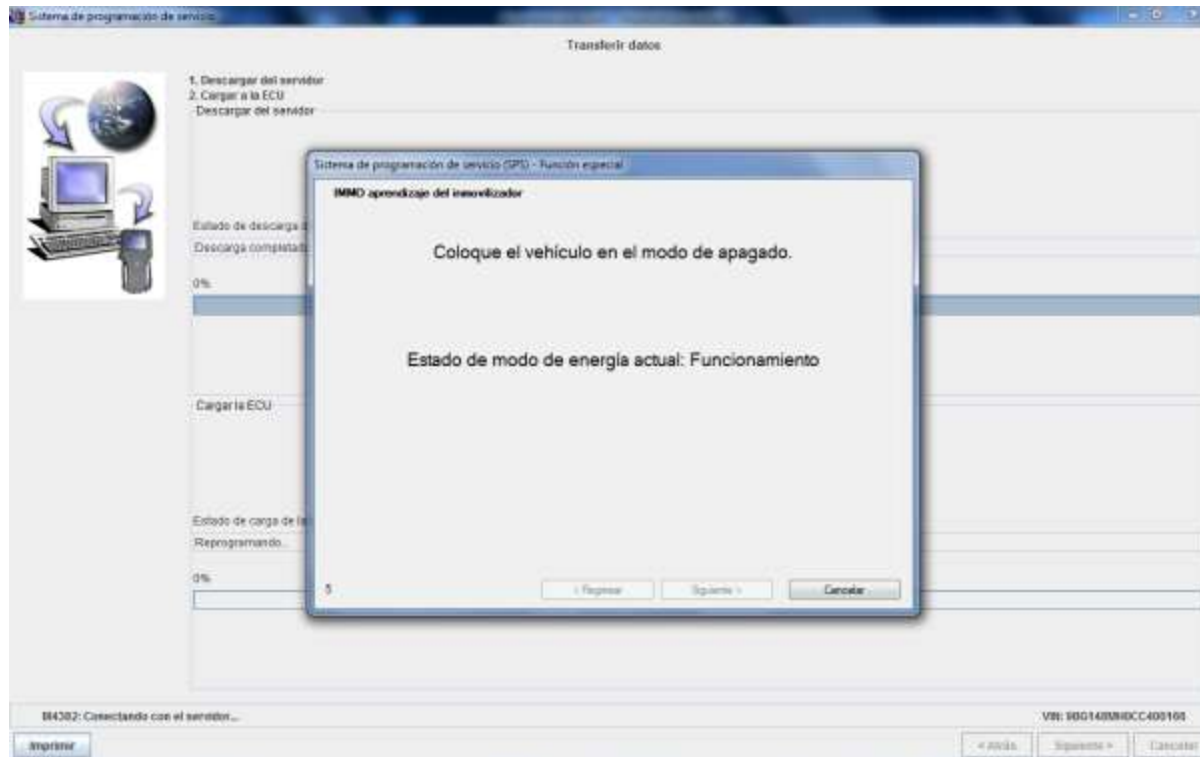 Sistema de programación de servicio
Transferir datos
1. Descargar del servidor
2. Cargar a la ECU
Descargar del servidor
Sistema de programación de servicio (SPS) - Función especial
IMMO aprendizaje del inmovilizador
Coloque el vehículo en el modo de apagado.
Estado de descarga
Descarga completada
0%
Estado de modo de energía actual: Funcionamiento
Cargar la ECU
Estado de carga de la
Reprogramando...
0%
5
< Regresar
Siguiente >
Cancelar
M4382: Conectando con el servidor...
VIN:
Imprimir
< Atrás
Siguiente >
Cancelar